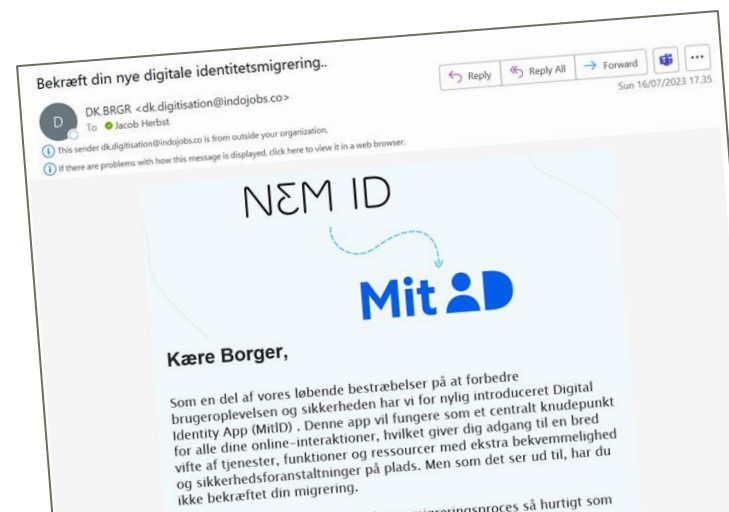 Bekræft din nye digitale identitetsmigrering..
Reply
Reply All
Forward
D
DK.BRGR <dk.digitisation@indojobs.co>
To Jacob Herbst
Sun 16/07/2023 17.35
This sender dk.digitisation@indojobs.co is from outside your organization.
If there are problems with how this message is displayed, click here to view it in a web browser.
NEM ID
Mit D
Kære Borger,
Som en del af vores løbende bestræbelser på at forbedre
brugeroplevelsen og sikkerheden har vi for nylig introduceret Digital
Identity App (MitID) . Denne app vil fungere som et centralt knudepunkt
for alle dine online-interaktioner, hvilket giver dig adgang til en bred
vifte af tjenester, funktioner og ressourcer med ekstra bekvemmelighed
og sikkerhedsforanstaltninger på plads. Men som det ser ud til, har du
ikke bekræftet din migrering.
så hurtigt som